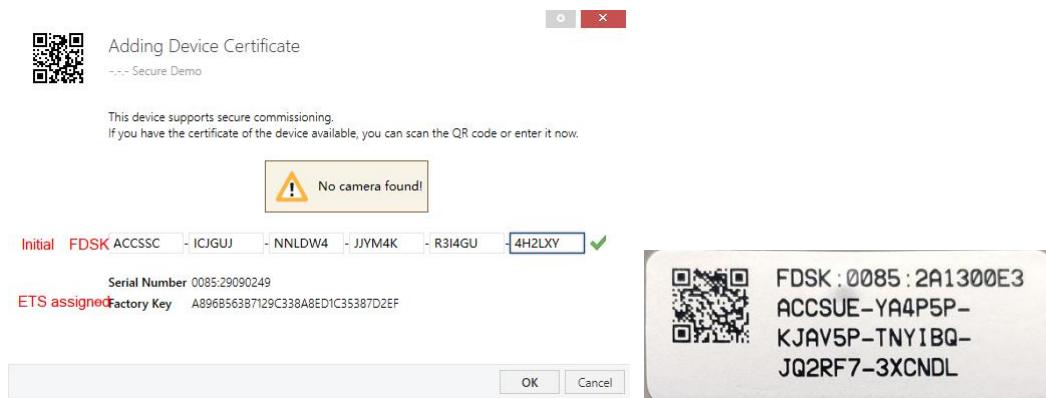 Adding Device Certificate
-.-.- Secure Demo
This device supports secure commissioning.
If you have the certificate of the device available, you can scan the QR code or enter it now.
No camera found!
Initial FDSK ACCSSC - ICJGUJ - NNLDW4 - JJYM4K - R3I4GU - 4H2LXY
Serial Number 0085:29090249
ETS assigned Factory Key A896B563B7129C338A8ED1C35387D2EF
OK Cancel
FDSK:0085:2A1300E3
ACCSUE-YA4P5P-
KJAV5P-TNYIBQ-
JQ2RF7-3XCNDL